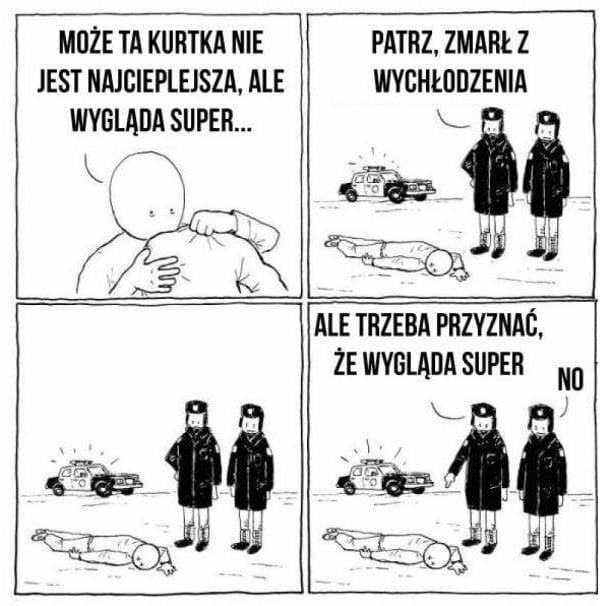 MOŻE TA KURTKA NIE
JEST NAJCIEPLEJSZA, ALE
WYGLĄDA SUPER...
PATRZ, ZMARŁ Z
WYCHŁODZENIA
ALE TRZEBA PRZYZNAĆ,
ŻE WYGLĄDA SUPER
NO